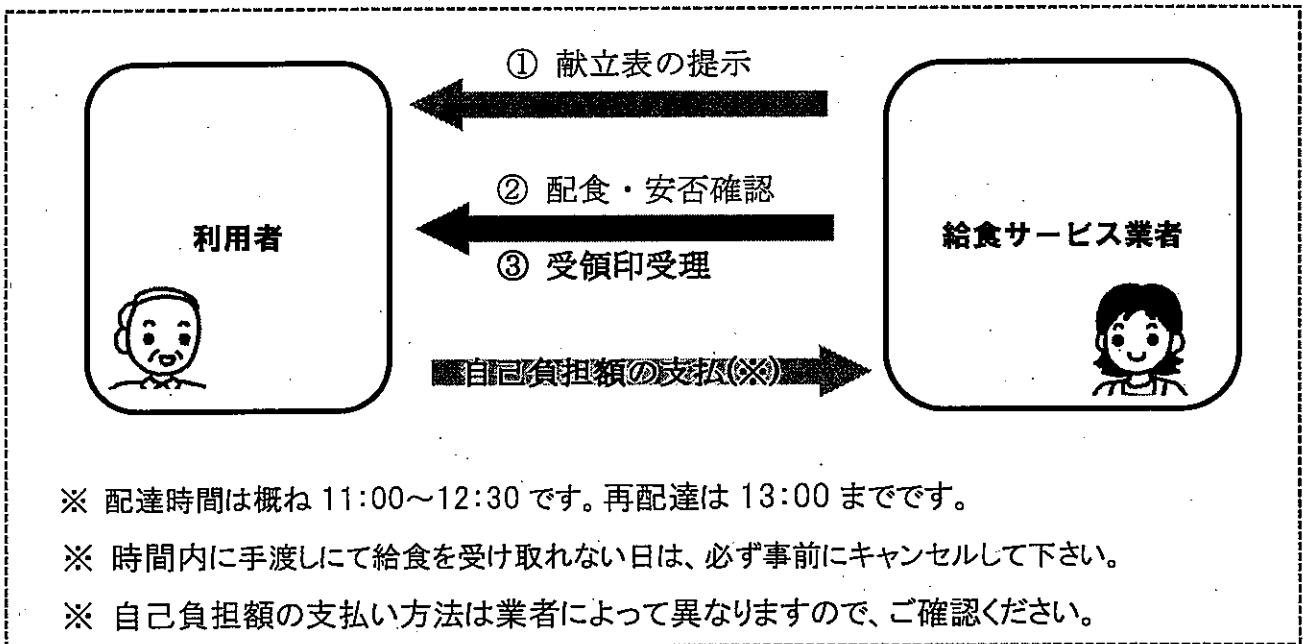 ① 献立表の提示
② 配食・安否確認
利用者
給食サービス業者
③ 受領印受理
自己負担額の支払(※)
※ 配達時間は概ね 11:00～12:30 です。再配達は 13:00 までです。
※ 時間内に手渡しにて給食を受け取れない日は、必ず事前にキャンセルして下さい。
※ 自己負担額の支払い方法は業者によって異なりますので、ご確認ください。